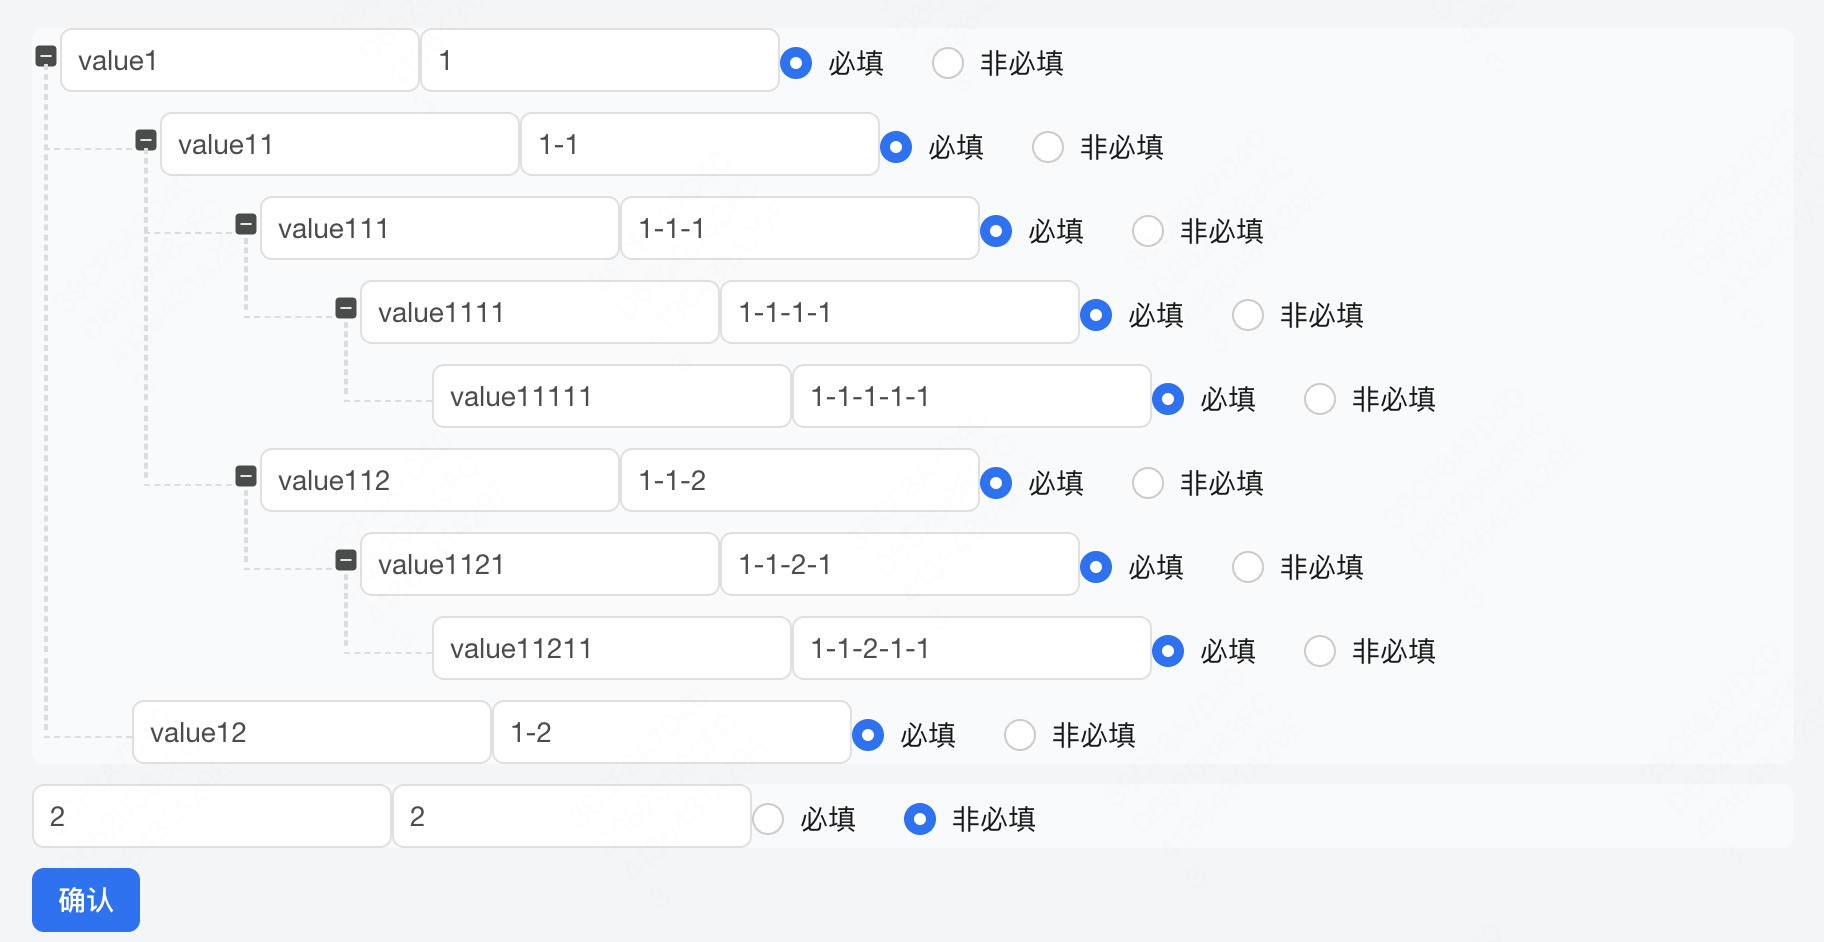 value1 1 必填 非必填
value11 1-1 必填 非必填
value111 1-1-1 必填 非必填
value1111 1-1-1-1 必填 非必填
value11111 1-1-1-1-1 必填 非必填
value112 1-1-2 必填 非必填
value1121 1-1-2-1 必填 非必填
value11211 1-1-2-1-1 必填 非必填
value12 1-2 必填 非必填
2 2 必填 非必填
确认